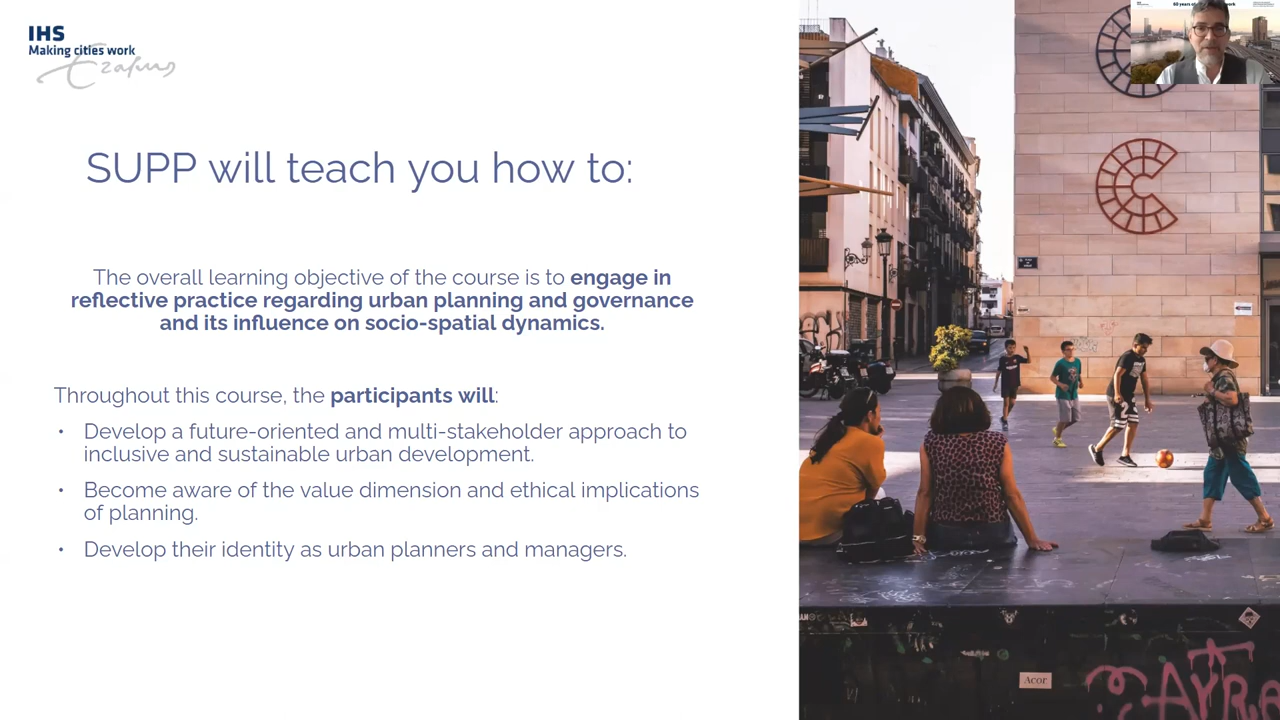 IHS
Making cities work
Erasmus
SUPP will teach you how to:
The overall learning objective of the course is to engage in
reflective practice regarding urban planning and governance
and its influence on socio-spatial dynamics.
Throughout this course, the participants will:
• Develop a future-oriented and multi-stakeholder approach to
inclusive and sustainable urban development.
• Become aware of the value dimension and ethical implications
of planning.
• Develop their identity as urban planners and managers.
Acor
AYRA